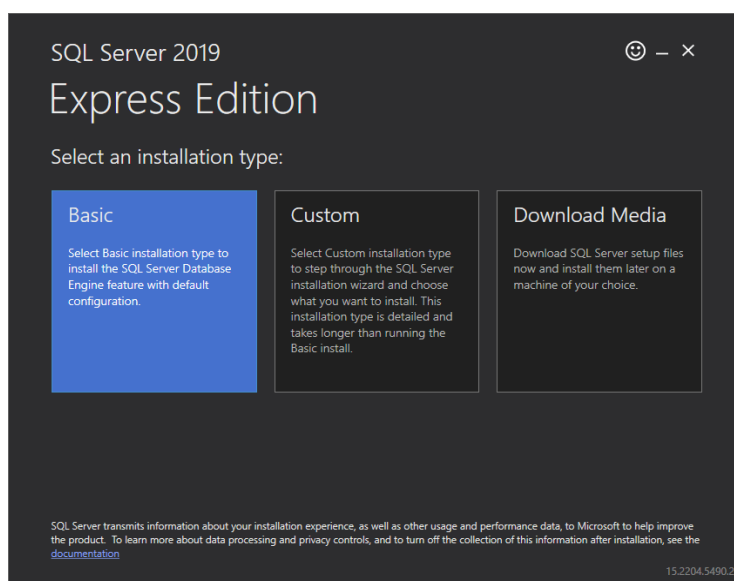 SQL Server 2019
Express Edition
Select an installation type:
Basic
Select Basic installation type to
install the SQL Server Database
Engine feature with default
configuration.
Custom
Select Custom installation type
to step through the SQL Server
installation wizard and choose
what you want to install. This
installation type is detailed and
takes longer than running the
Basic install.
Download Media
Download SQL Server setup files
now and install them later on a
machine of your choice.
SQL Server transmits information about your installation experience, as well as other usage and performance data, to Microsoft to help improve
the product. To learn more about data processing and privacy controls, and to turn off the collection of this information after installation, see the
documentation
15.2204.5490.2